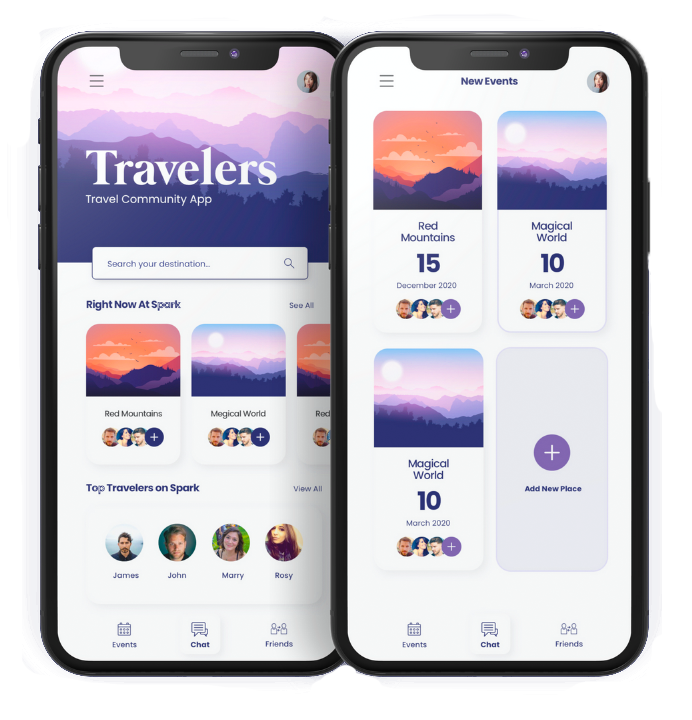 Travelers
Travel Community App
Search your destination...
Right Now At Spark
See All
Red Mountains
Megical World
Red
Top Travelers on Spark
View All
James
John
Marry
Rosy
Events
Chat
Friends
New Events
Red
Mountains
15
December 2020
Magical
World
10
March 2020
Magical
World
10
March 2020
Add New Place
Events
Chat
Friends